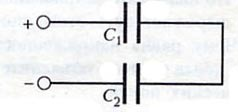 +
C₁
–
C₂